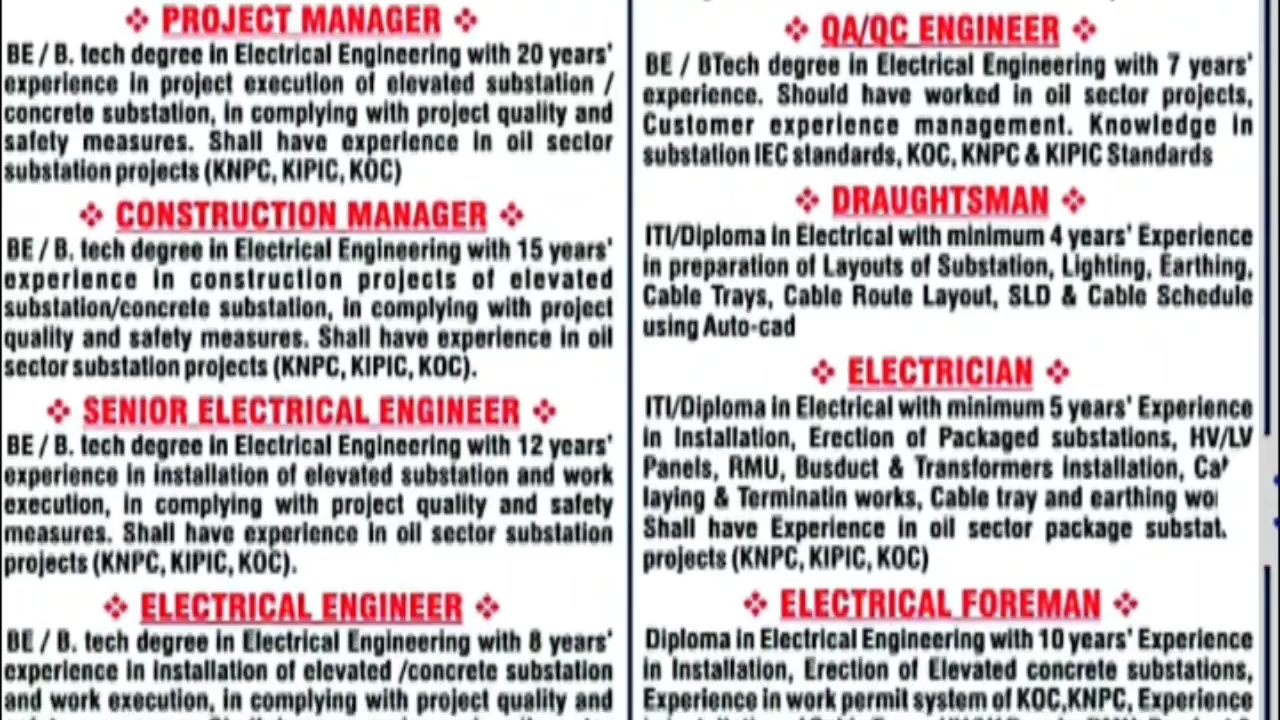 PROJECT MANAGER
BE / B. tech degree in Electrical Engineering with 20 years'
experience in project execution of elevated substation /
concrete substation, in complying with project quality and
safety measures. Shall have experience in oil sector
substation projects (KNPC, KIPIC, KOC)
CONSTRUCTION MANAGER
BE / B. tech degree in Electrical Engineering with 15 years'
experience in construction projects of elevated
substation/concrete substation, in complying with project
quality and safety measures. Shall have experience in oil
sector substation projects (KNPC, KIPIC, KOC).
SENIOR ELECTRICAL ENGINEER
BE / B. tech degree in Electrical Engineering with 12 years'
experience in installation of elevated substation and work
execution, in complying with project quality and safety
measures. Shall have experience in oil sector substation
projects (KNPC, KIPIC, KOC).
ELECTRICAL ENGINEER
BE / B. tech degree in Electrical Engineering with 8 years'
experience in installation of elevated /concrete substation
and work execution, in complying with project quality and
QA/QC ENGINEER
BE / BTech degree in Electrical Engineering with 7 years'
experience. Should have worked in oil sector projects,
Customer experience management. Knowledge in
substation IEC standards, KOC, KNPC & KIPIC Standards
DRAUGHTSMAN
ITI/Diploma in Electrical with minimum 4 years' Experience
in preparation of Layouts of Substation, Lighting, Earthing,
Cable Trays, Cable Route Layout, SLD & Cable Schedule
using Auto-cad
ELECTRICIAN
ITI/Diploma in Electrical with minimum 5 years' Experience
in Installation, Erection of Packaged substations, HV/LV
Panels, RMU, Busduct & Transformers installation,
laying & Terminatin works, Cable tray and earthing
Shall have Experience in oil sector package
projects (KNPC, KIPIC, KOC)
ELECTRICAL FOREMAN
Diploma in Electrical Engineering with 10 years' Experience
in Installation, Erection of Elevated concrete substations,
Experience in work permit system of KOC,KNPC, Experience